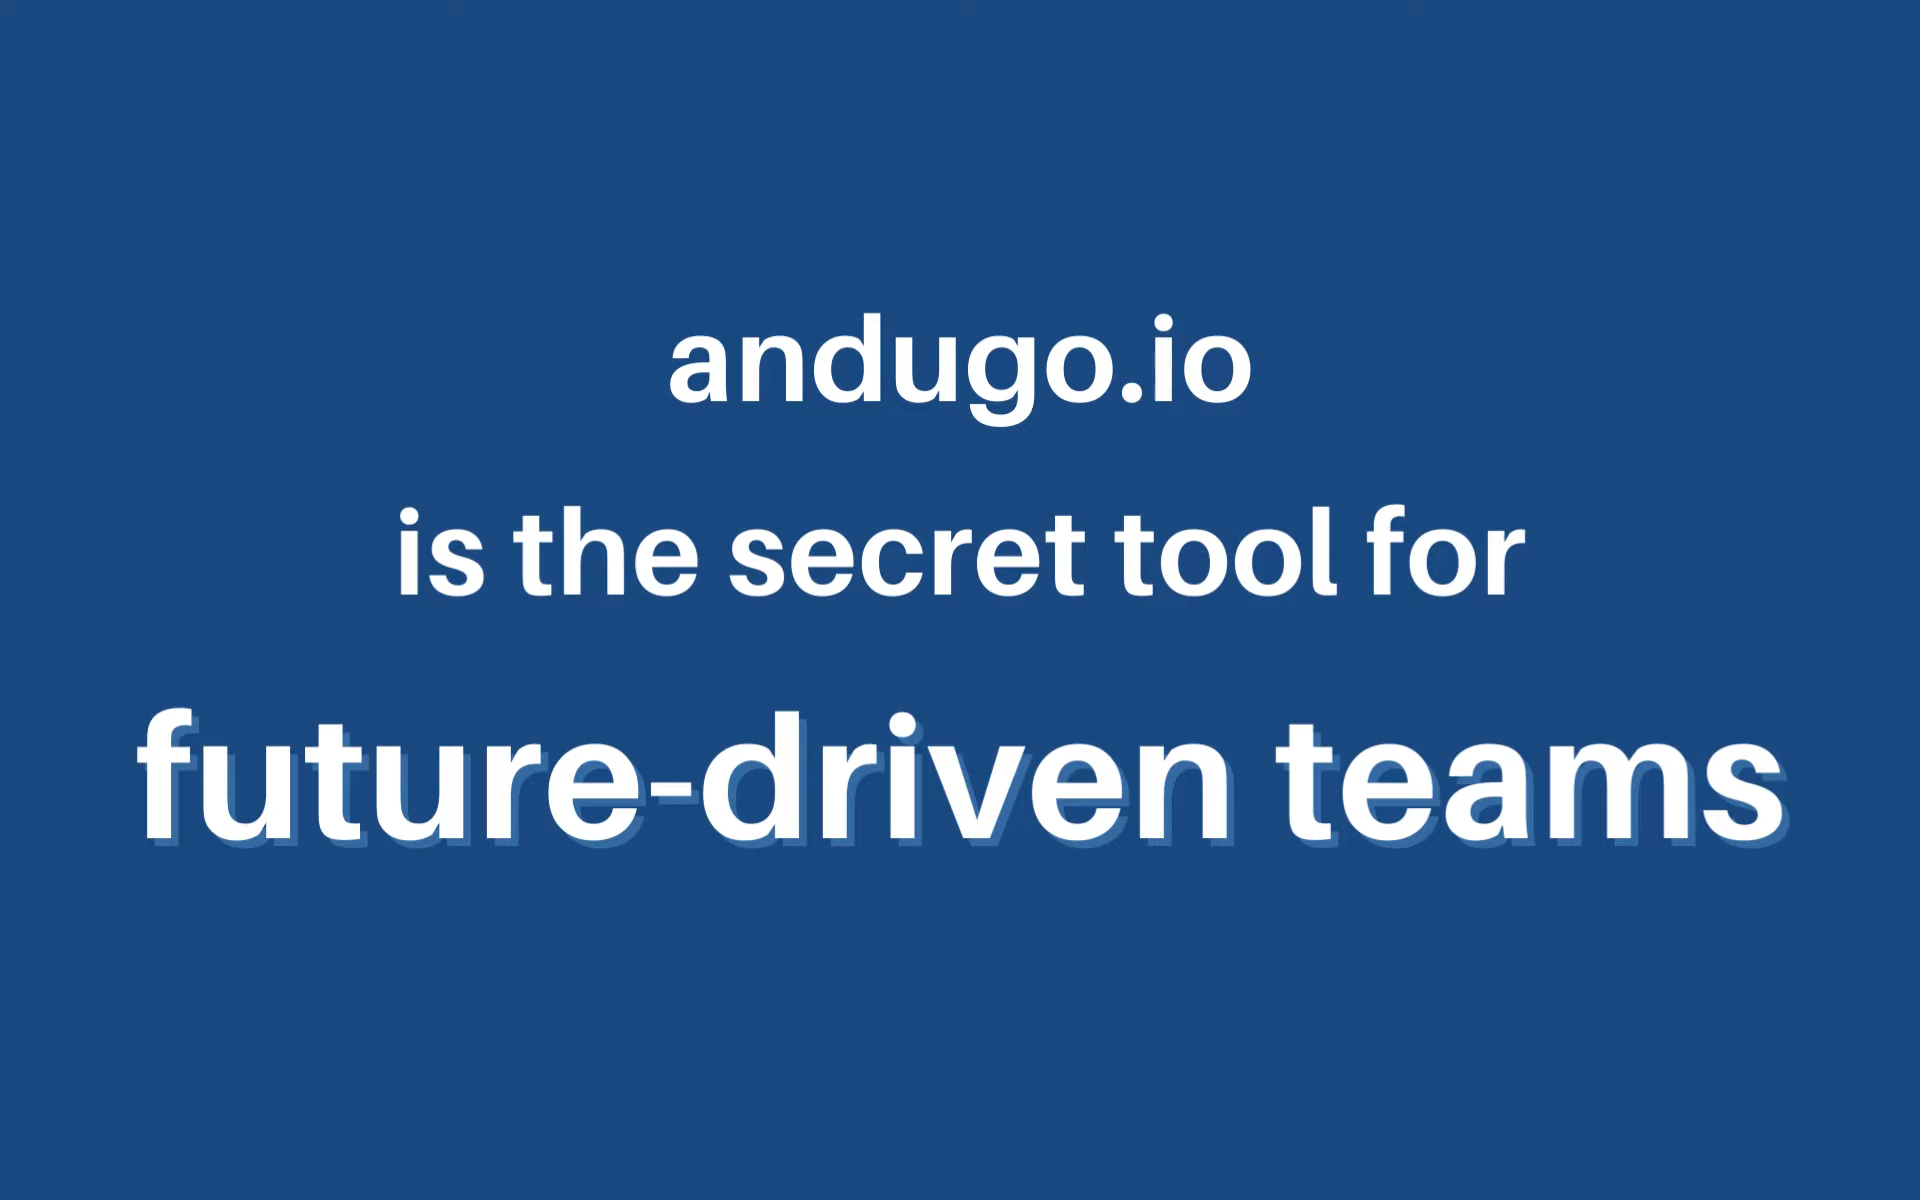 andugo.io
is the secret tool for
future-driven teams